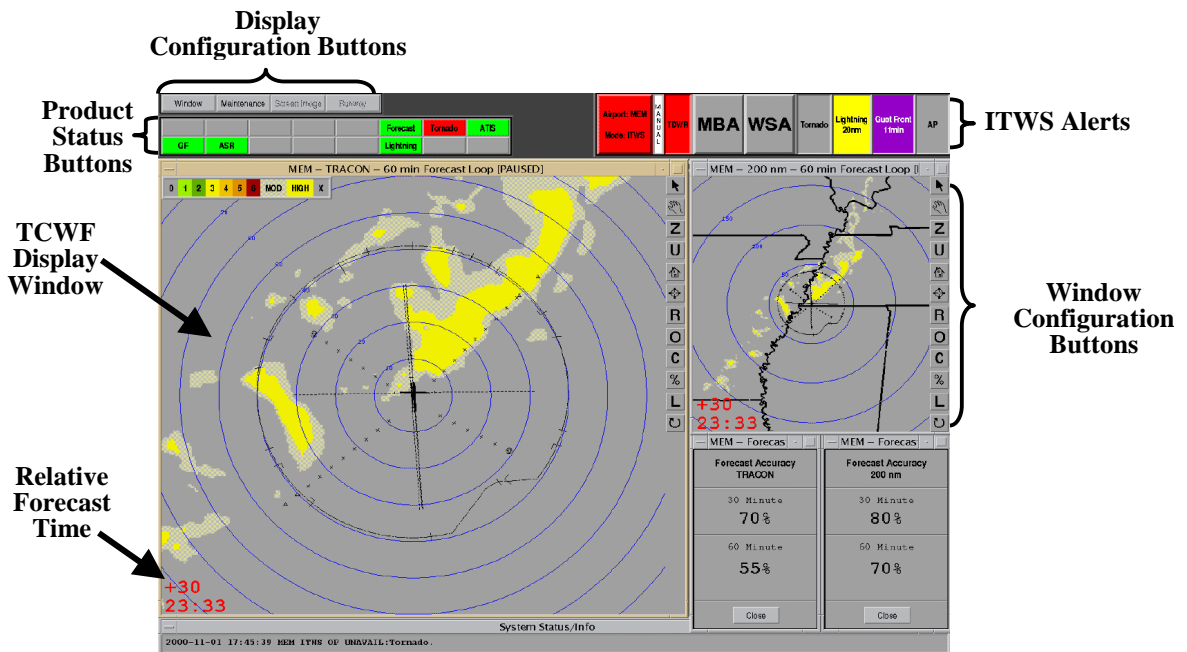 Display
Configuration Buttons
Product
Status
Buttons
Window Maintenance Screen Image Runway
Forecast Tornado ATIS
GF ASR Lightning
Airport: MEM
Mode: ITWS
MANUAL
TDWR
MBA
WSA
Tornado
Lightning
20nm
Gust Front
11min
AP
ITWS Alerts
MEM – TRACON – 60 min Forecast Loop [PAUSED]
0 1 2 3 4 5 6 MOD HIGH X
TCWF
Display
Window
Z
U
R
O
C
%
L
+30
23:33
Relative
Forecast
Time
MEM – 200 nm – 60 min Forecast Loop [
150
100
50
Z
U
R
O
C
%
L
+30
23:33
Window
Configuration
Buttons
MEM – Forecas
Forecast Accuracy
TRACON
30 Minute
70%
60 Minute
55%
Close
MEM – Forecas
Forecast Accuracy
200 nm
30 Minute
80%
60 Minute
70%
Close
System Status/Info
2000-11-01 17:45:39 MEM ITWS OP UNAVAIL:Tornado.